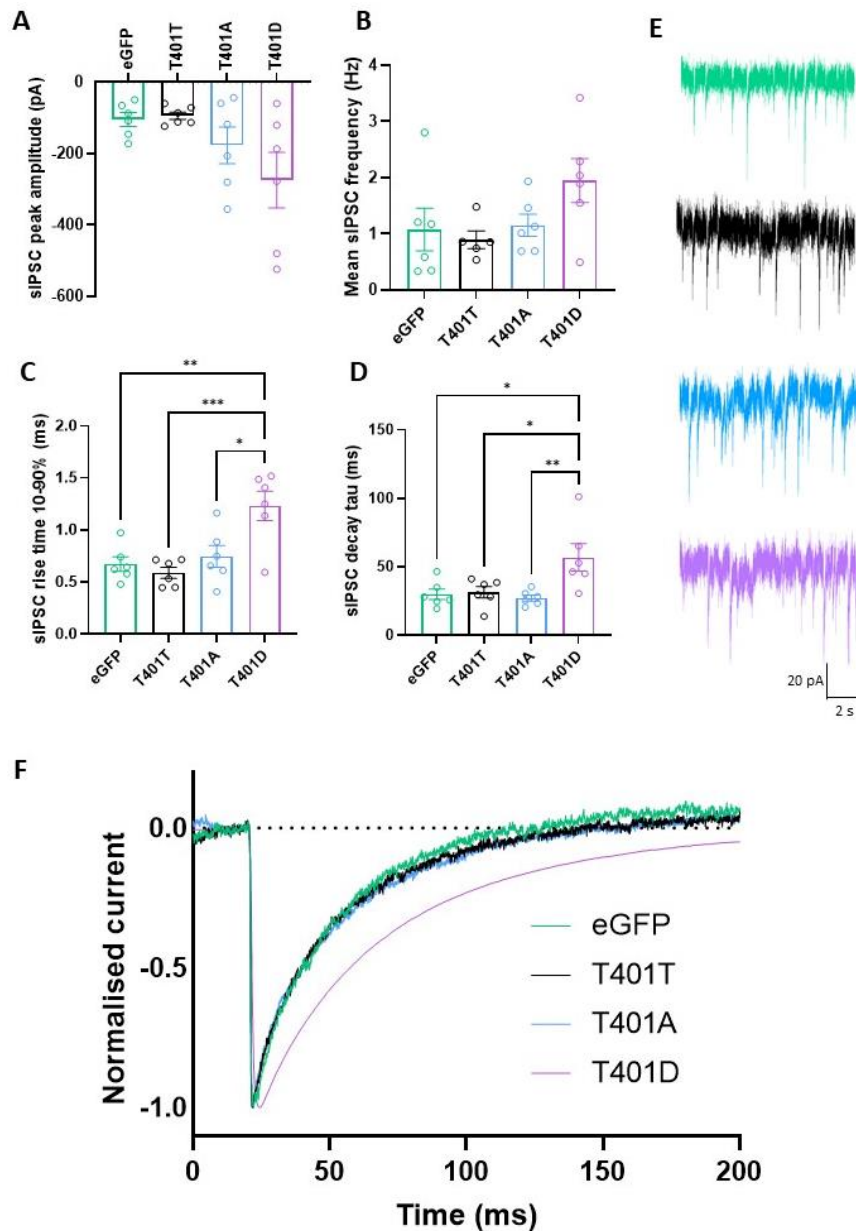 A
eGFP
T401T
T401A
T401D
0
-200
-400
-600
sIPSC peak amplitude (pA)
B
Mean sIPSC frequency (Hz)
4
3
2
1
0
eGFP
T401T
T401A
T401D
C
**
***
*
sIPSC rise time 10-90% (ms)
2.0
1.5
1.0
0.5
0.0
eGFP
T401T
T401A
T401D
D
*
*
**
sIPSC decay tau (ms)
150
100
50
0
eGFP
T401T
T401A
T401D
E
20 pA
2 s
F
Normalised current
0.0
-0.5
-1.0
eGFP
T401T
T401A
T401D
0
50
100
150
200
Time (ms)